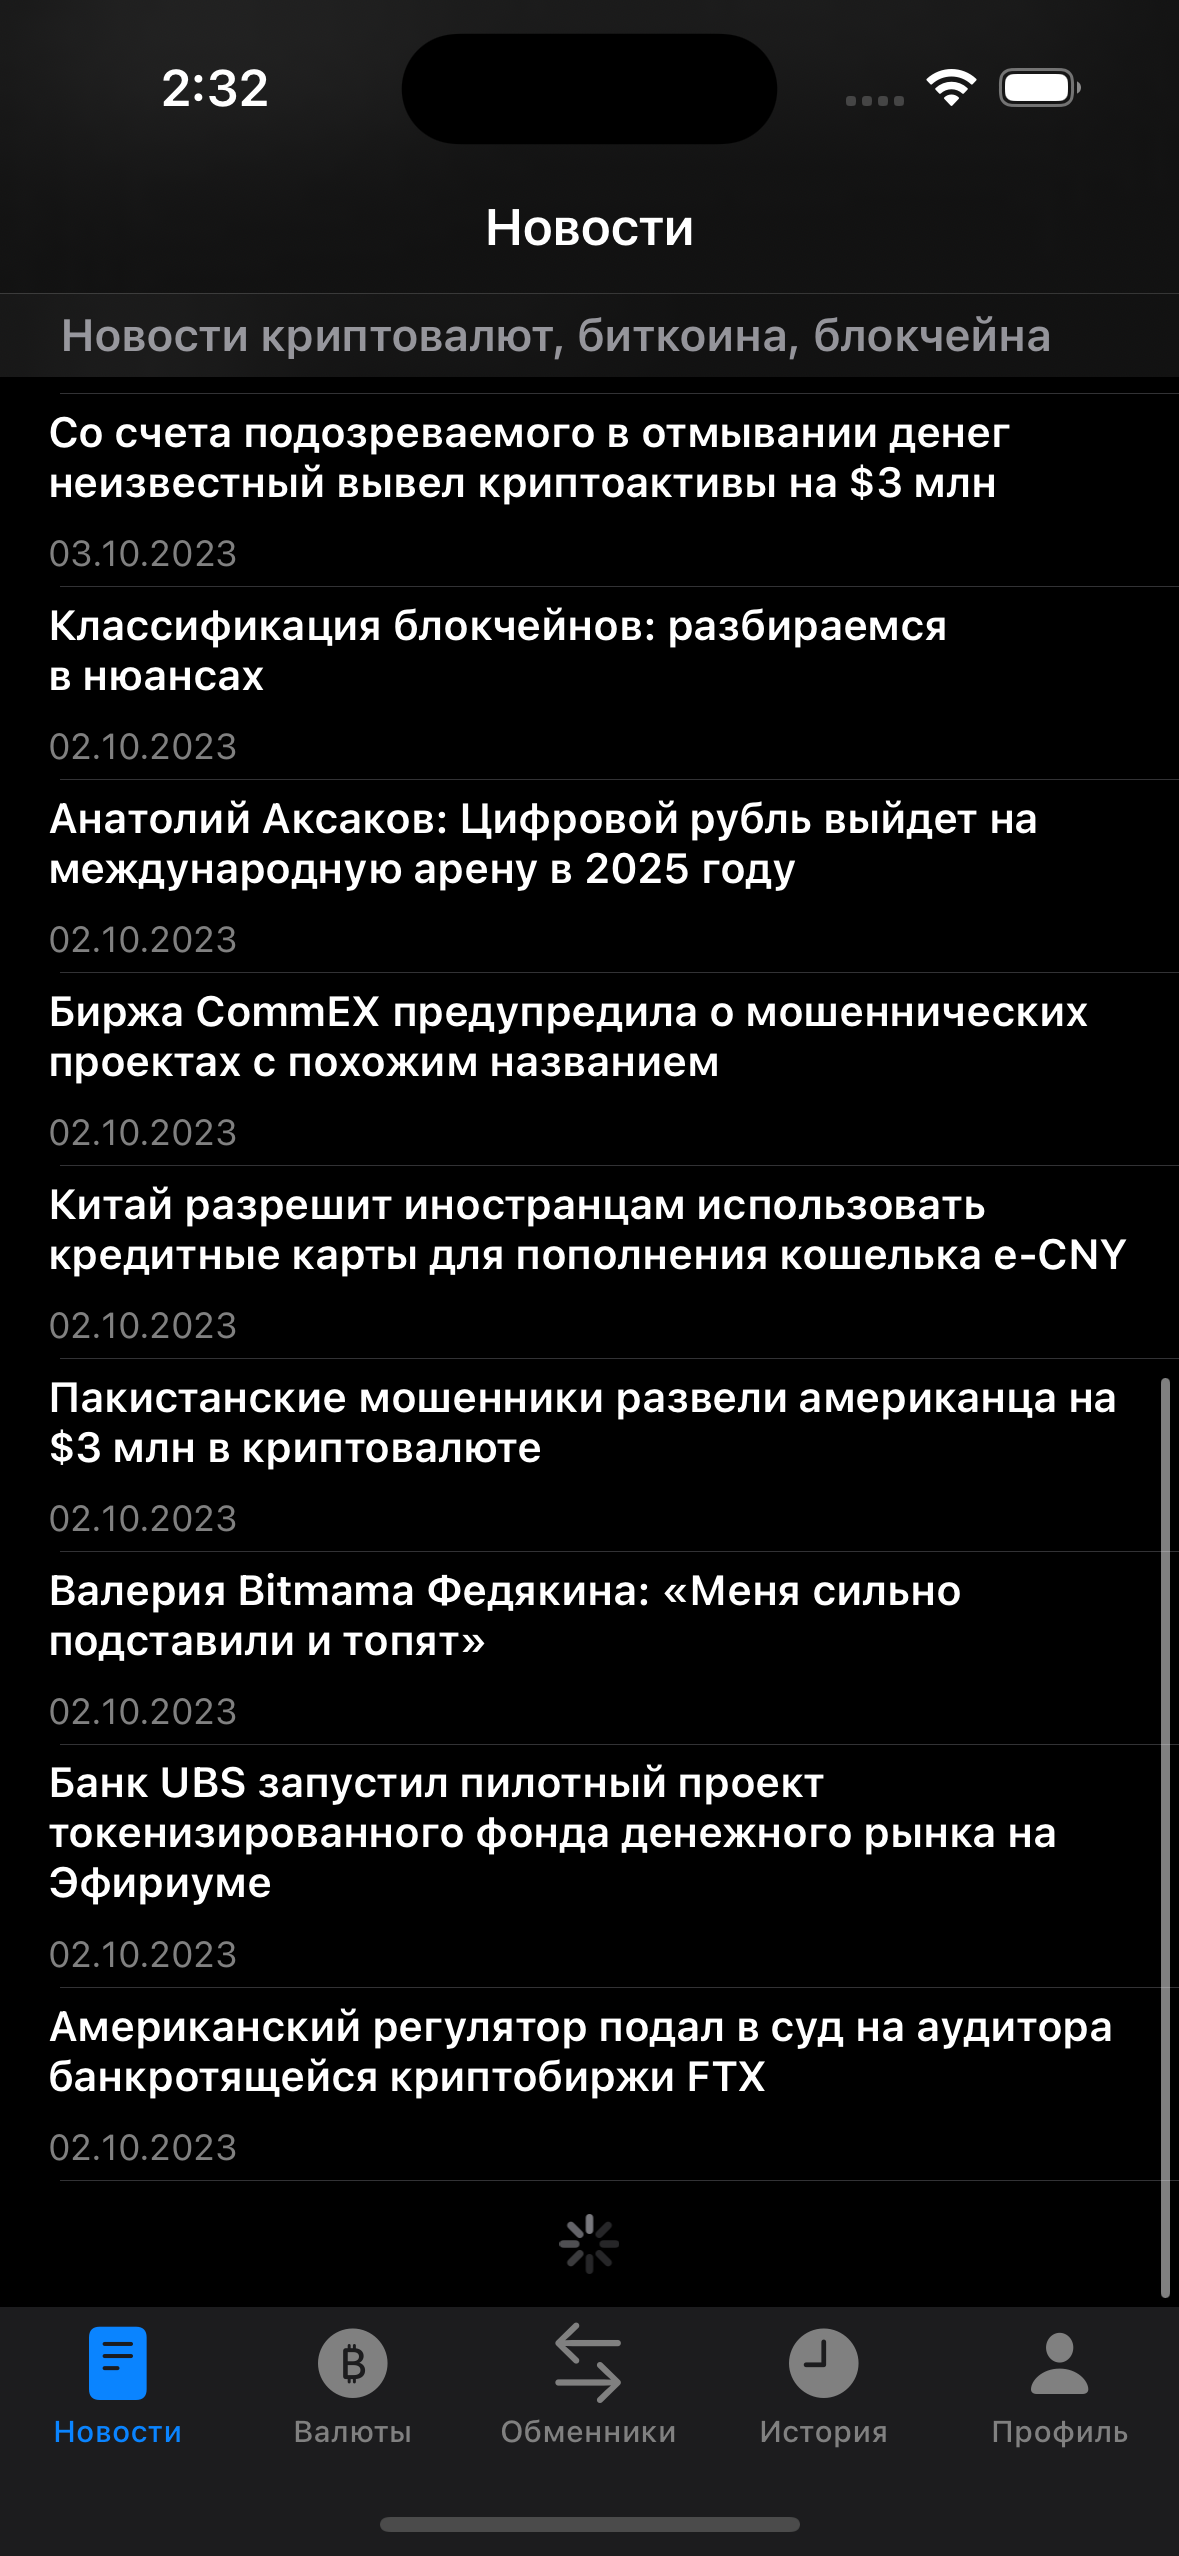 2:32
Новости
Новости криптовалют, биткоина, блокчейна
Со счета подозреваемого в отмывании денег
неизвестный вывел криптоактивы на $3 млн
03.10.2023
Классификация блокчейнов: разбираемся
в нюансах
02.10.2023
Анатолий Аксаков: Цифровой рубль выйдет на
международную арену в 2025 году
02.10.2023
Биржа CommEX предупредила о мошеннических
проектах с похожим названием
02.10.2023
Китай разрешит иностранцам использовать
кредитные карты для пополнения кошелька e-CNY
02.10.2023
Пакистанские мошенники развели американца на
$3 млн в криптовалюте
02.10.2023
Валерия Bitmama Федякина: «Меня сильно
подставили и топят»
02.10.2023
Банк UBS запустил пилотный проект
токенизированного фонда денежного рынка на
Эфириуме
02.10.2023
Американский регулятор подал в суд на аудитора
банкротящейся криптобиржи FTX
02.10.2023
Новости
Валюты
Обменники
История
Профиль